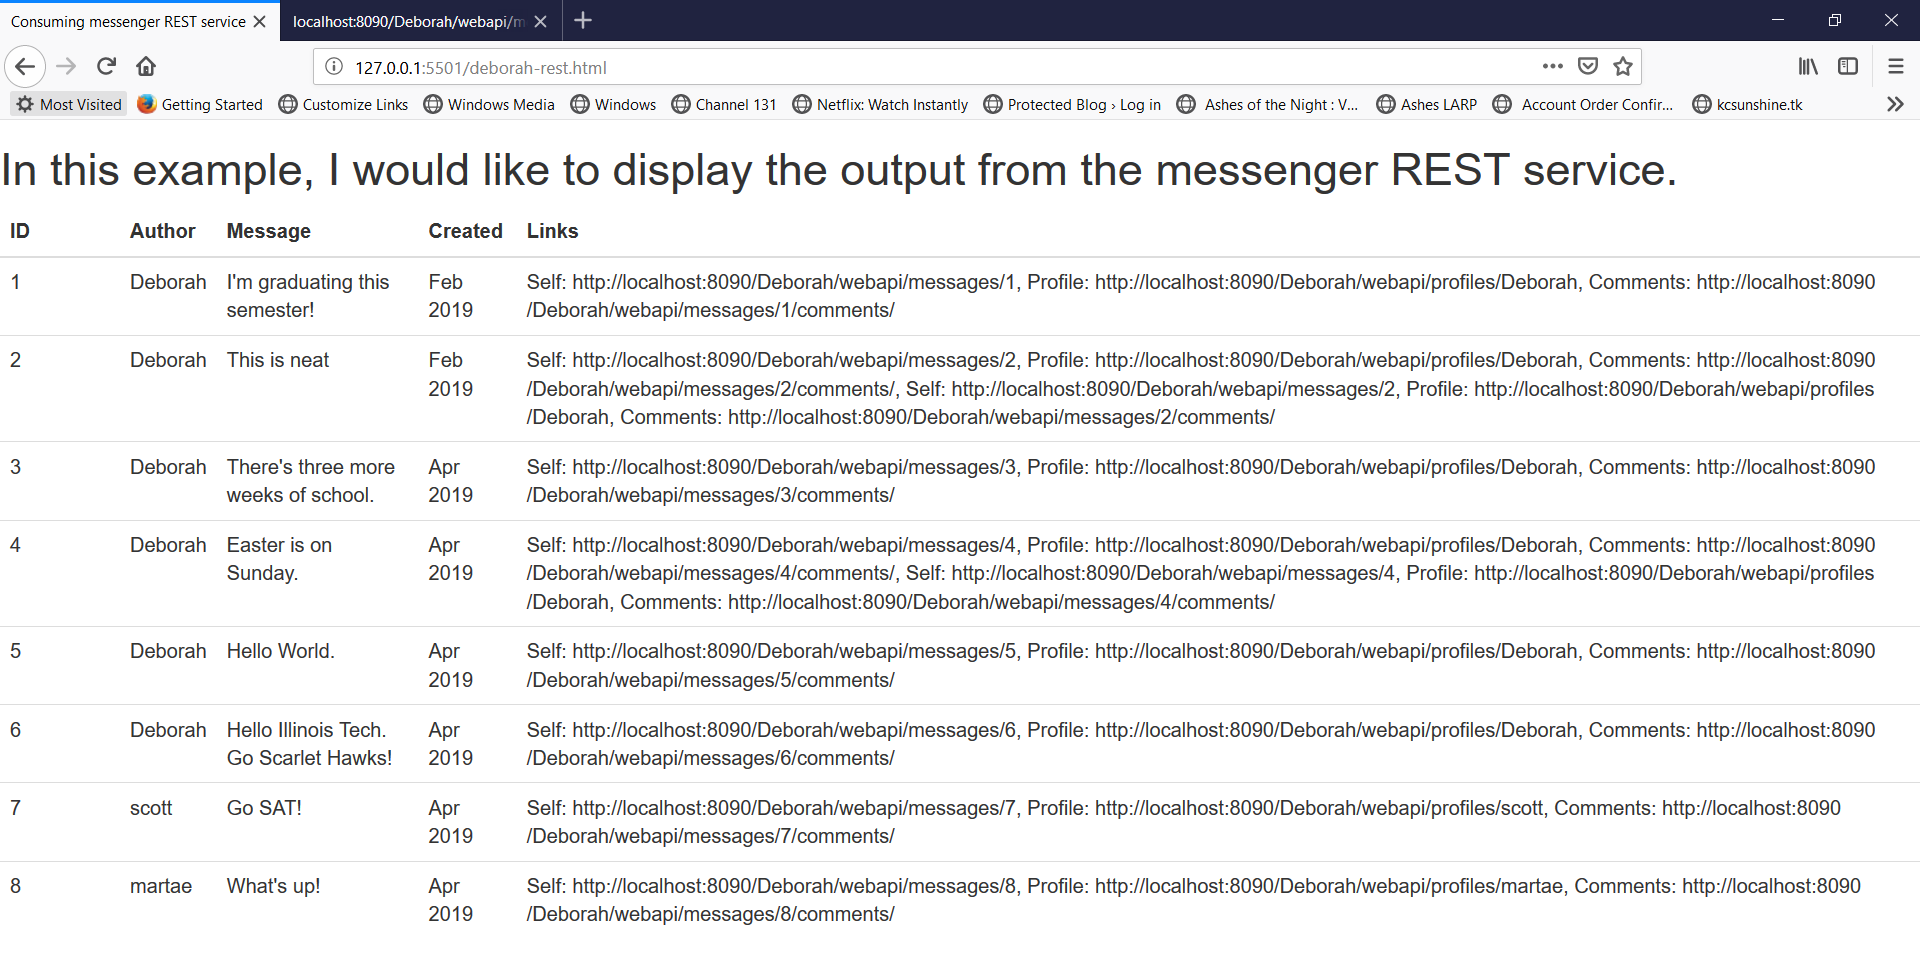 Consuming messenger REST service
localhost:8090/Deborah/webapi/m
127.0.0.1:5501/deborah-rest.html
Most Visited Getting Started Customize Links Windows Media Windows Channel 131 Netflix: Watch Instantly Protected Blog › Log in Ashes of the Night : V... Ashes LARP Account Order Confir... kcsunshine.tk
In this example, I would like to display the output from the messenger REST service.
ID Author Message Created Links
1 Deborah I'm graduating this Feb Self: http://localhost:8090/Deborah/webapi/messages/1, Profile: http://localhost:8090/Deborah/webapi/profiles/Deborah, Comments: http://localhost:8090
semester! 2019 /Deborah/webapi/messages/1/comments/
2 Deborah This is neat Feb Self: http://localhost:8090/Deborah/webapi/messages/2, Profile: http://localhost:8090/Deborah/webapi/profiles/Deborah, Comments: http://localhost:8090
2019 /Deborah/webapi/messages/2/comments/, Self: http://localhost:8090/Deborah/webapi/messages/2, Profile: http://localhost:8090/Deborah/webapi/profiles
/Deborah, Comments: http://localhost:8090/Deborah/webapi/messages/2/comments/
3 Deborah There's three more Apr Self: http://localhost:8090/Deborah/webapi/messages/3, Profile: http://localhost:8090/Deborah/webapi/profiles/Deborah, Comments: http://localhost:8090
weeks of school. 2019 /Deborah/webapi/messages/3/comments/
4 Deborah Easter is on Apr Self: http://localhost:8090/Deborah/webapi/messages/4, Profile: http://localhost:8090/Deborah/webapi/profiles/Deborah, Comments: http://localhost:8090
Sunday. 2019 /Deborah/webapi/messages/4/comments/, Self: http://localhost:8090/Deborah/webapi/messages/4, Profile: http://localhost:8090/Deborah/webapi/profiles
/Deborah, Comments: http://localhost:8090/Deborah/webapi/messages/4/comments/
5 Deborah Hello World. Apr Self: http://localhost:8090/Deborah/webapi/messages/5, Profile: http://localhost:8090/Deborah/webapi/profiles/Deborah, Comments: http://localhost:8090
2019 /Deborah/webapi/messages/5/comments/
6 Deborah Hello Illinois Tech. Apr Self: http://localhost:8090/Deborah/webapi/messages/6, Profile: http://localhost:8090/Deborah/webapi/profiles/Deborah, Comments: http://localhost:8090
Go Scarlet Hawks! 2019 /Deborah/webapi/messages/6/comments/
7 scott Go SAT! Apr Self: http://localhost:8090/Deborah/webapi/messages/7, Profile: http://localhost:8090/Deborah/webapi/profiles/scott, Comments: http://localhost:8090
2019 /Deborah/webapi/messages/7/comments/
8 martae What's up! Apr Self: http://localhost:8090/Deborah/webapi/messages/8, Profile: http://localhost:8090/Deborah/webapi/profiles/martae, Comments: http://localhost:8090
2019 /Deborah/webapi/messages/8/comments/